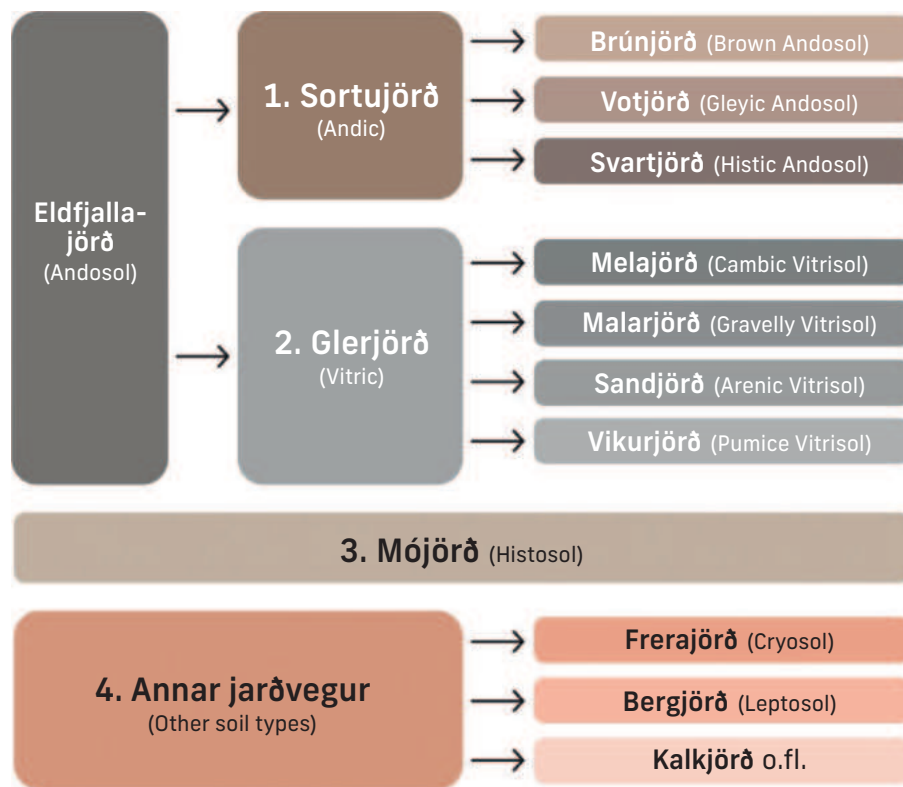 Eldfjalla-
jörð
(Andosol)
1. Sortujörð
(Andic)
Brúnjörð (Brown Andosol)
Votjörð (Gleyic Andosol)
Svartjörð (Histic Andosol)
2. Glerjörð
(Vitric)
Melajörð (Cambic Vitrisol)
Malarjörð (Gravelly Vitrisol)
Sandjörð (Arenic Vitrisol)
Vikurjörð (Pumice Vitrisol)
3. Mójörð (Histosol)
4. Annar jarðvegur
(Other soil types)
Frerajörð (Cryosol)
Bergjörð (Leptosol)
Kalkjörð o.fl.